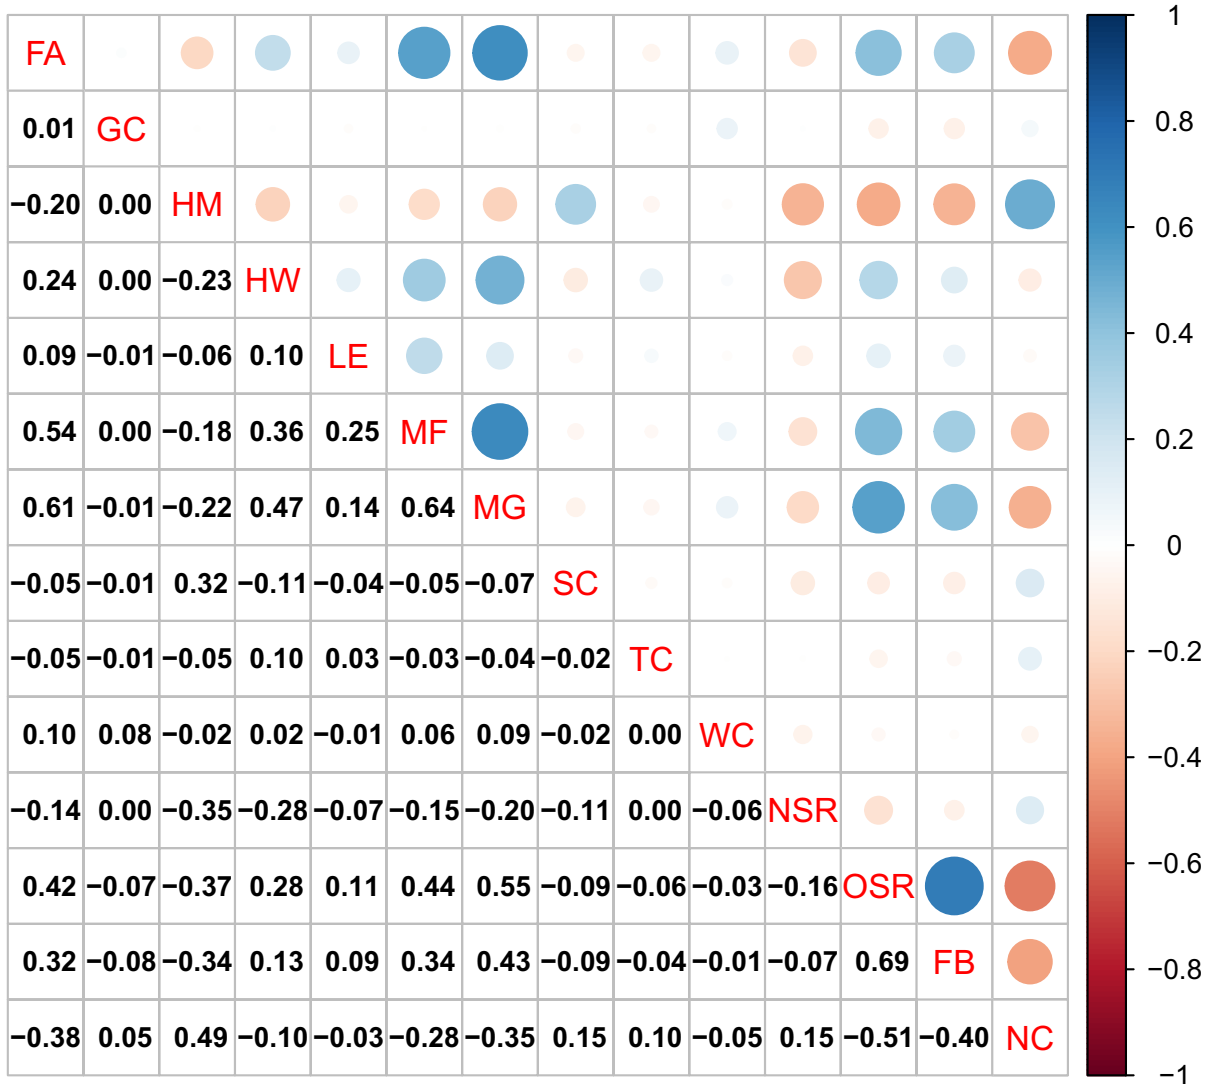 FA
0.01 GC
−0.20 0.00 HM
0.24 0.00 −0.23 HW
0.09 −0.01 −0.06 0.10 LE
0.54 0.00 −0.18 0.36 0.25 MF
0.61 −0.01 −0.22 0.47 0.14 0.64 MG
−0.05 −0.01 0.32 −0.11 −0.04 −0.05 −0.07 SC
−0.05 −0.01 −0.05 0.10 0.03 −0.03 −0.04 −0.02 TC
0.10 0.08 −0.02 0.02 −0.01 0.06 0.09 −0.02 0.00 WC
−0.14 0.00 −0.35 −0.28 −0.07 −0.15 −0.20 −0.11 0.00 −0.06 NSR
0.42 −0.07 −0.37 0.28 0.11 0.44 0.55 −0.09 −0.06 −0.03 −0.16 OSR
0.32 −0.08 −0.34 0.13 0.09 0.34 0.43 −0.09 −0.04 −0.01 −0.07 0.69 FB
−0.38 0.05 0.49 −0.10 −0.03 −0.28 −0.35 0.15 0.10 −0.05 0.15 −0.51 −0.40 NC
1
0.8
0.6
0.4
0.2
0
−0.2
−0.4
−0.6
−0.8
−1